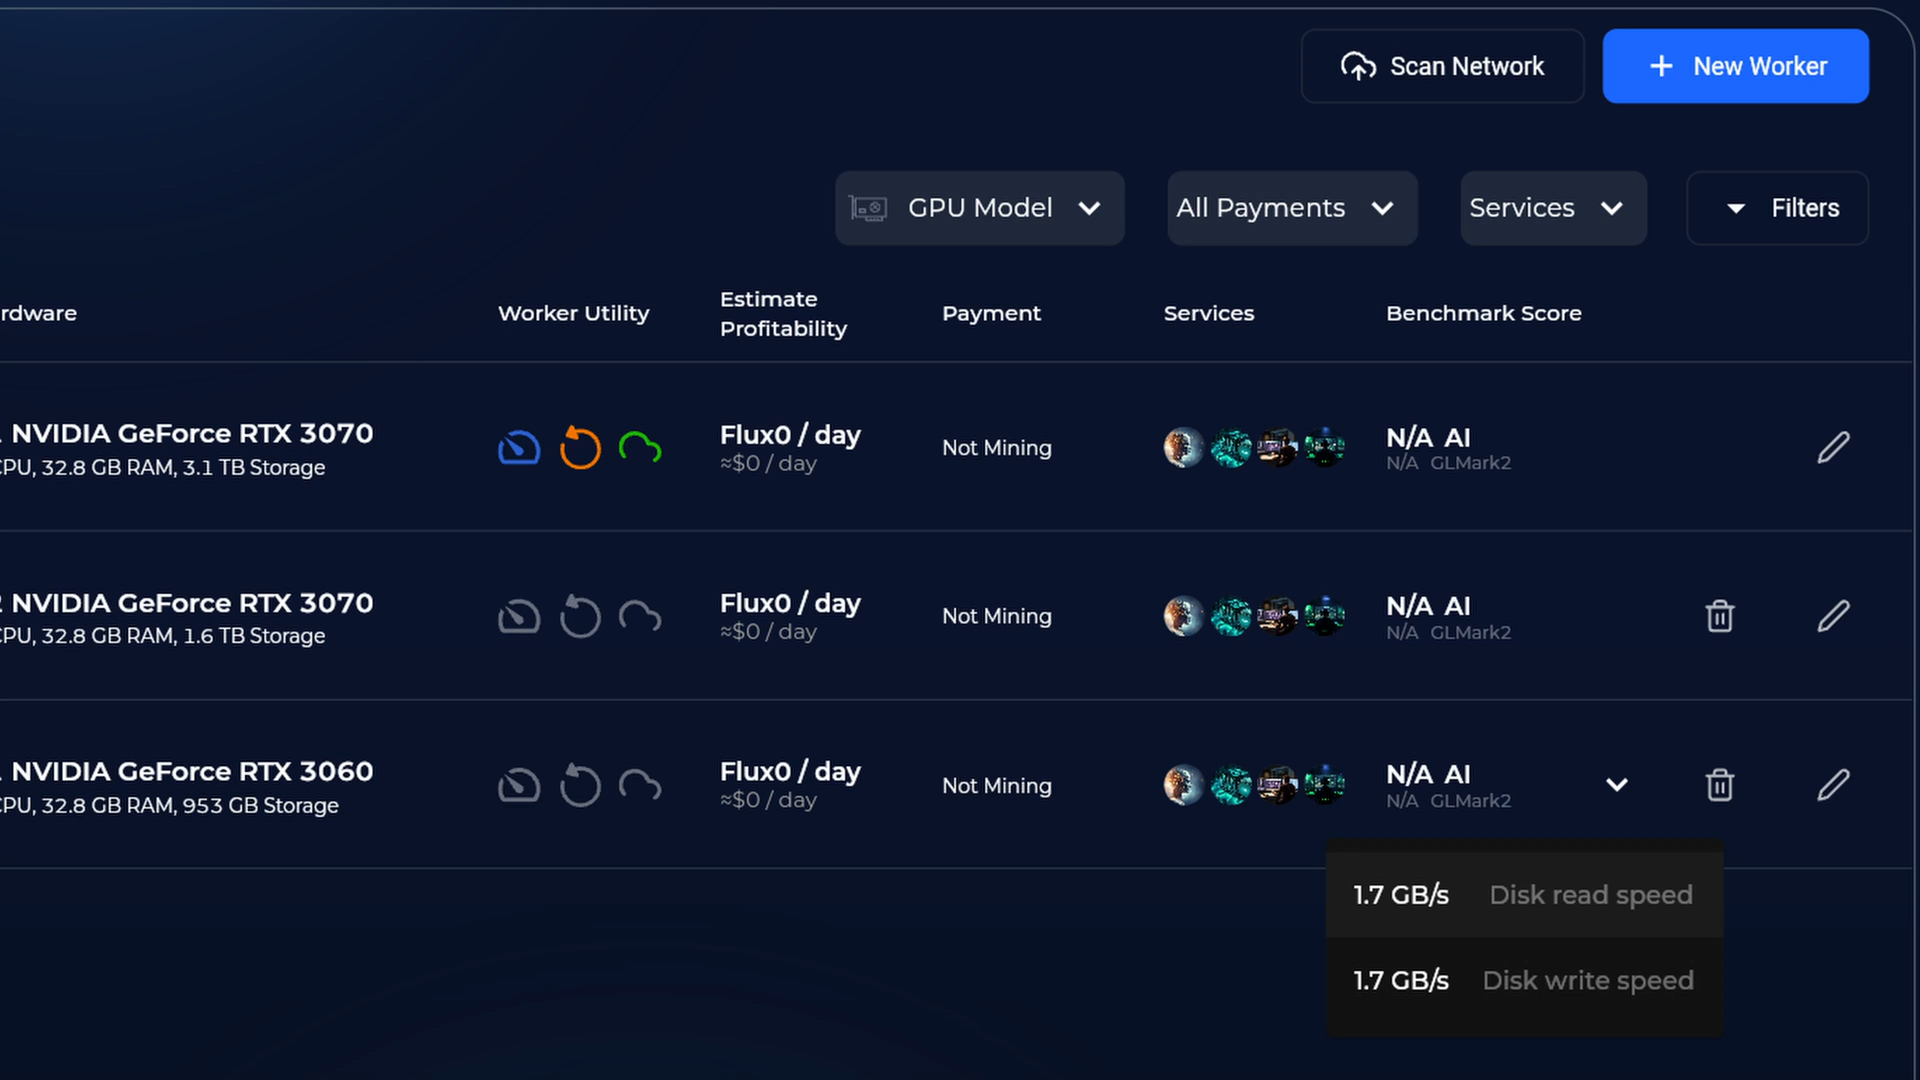 Scan Network
+ New Worker
GPU Model
All Payments
Services
Filters
rdware
Worker Utility
Estimate
Profitability
Payment
Services
Benchmark Score
NVIDIA GeForce RTX 3070
CPU, 32.8 GB RAM, 3.1 TB Storage
Flux0 / day
≈$0 / day
Not Mining
N/A AI
N/A GLMark2
2 NVIDIA GeForce RTX 3070
CPU, 32.8 GB RAM, 1.6 TB Storage
Flux0 / day
≈$0 / day
Not Mining
N/A AI
N/A GLMark2
NVIDIA GeForce RTX 3060
CPU, 32.8 GB RAM, 953 GB Storage
Flux0 / day
≈$0 / day
Not Mining
N/A AI
N/A GLMark2
1.7 GB/s Disk read speed
1.7 GB/s Disk write speed